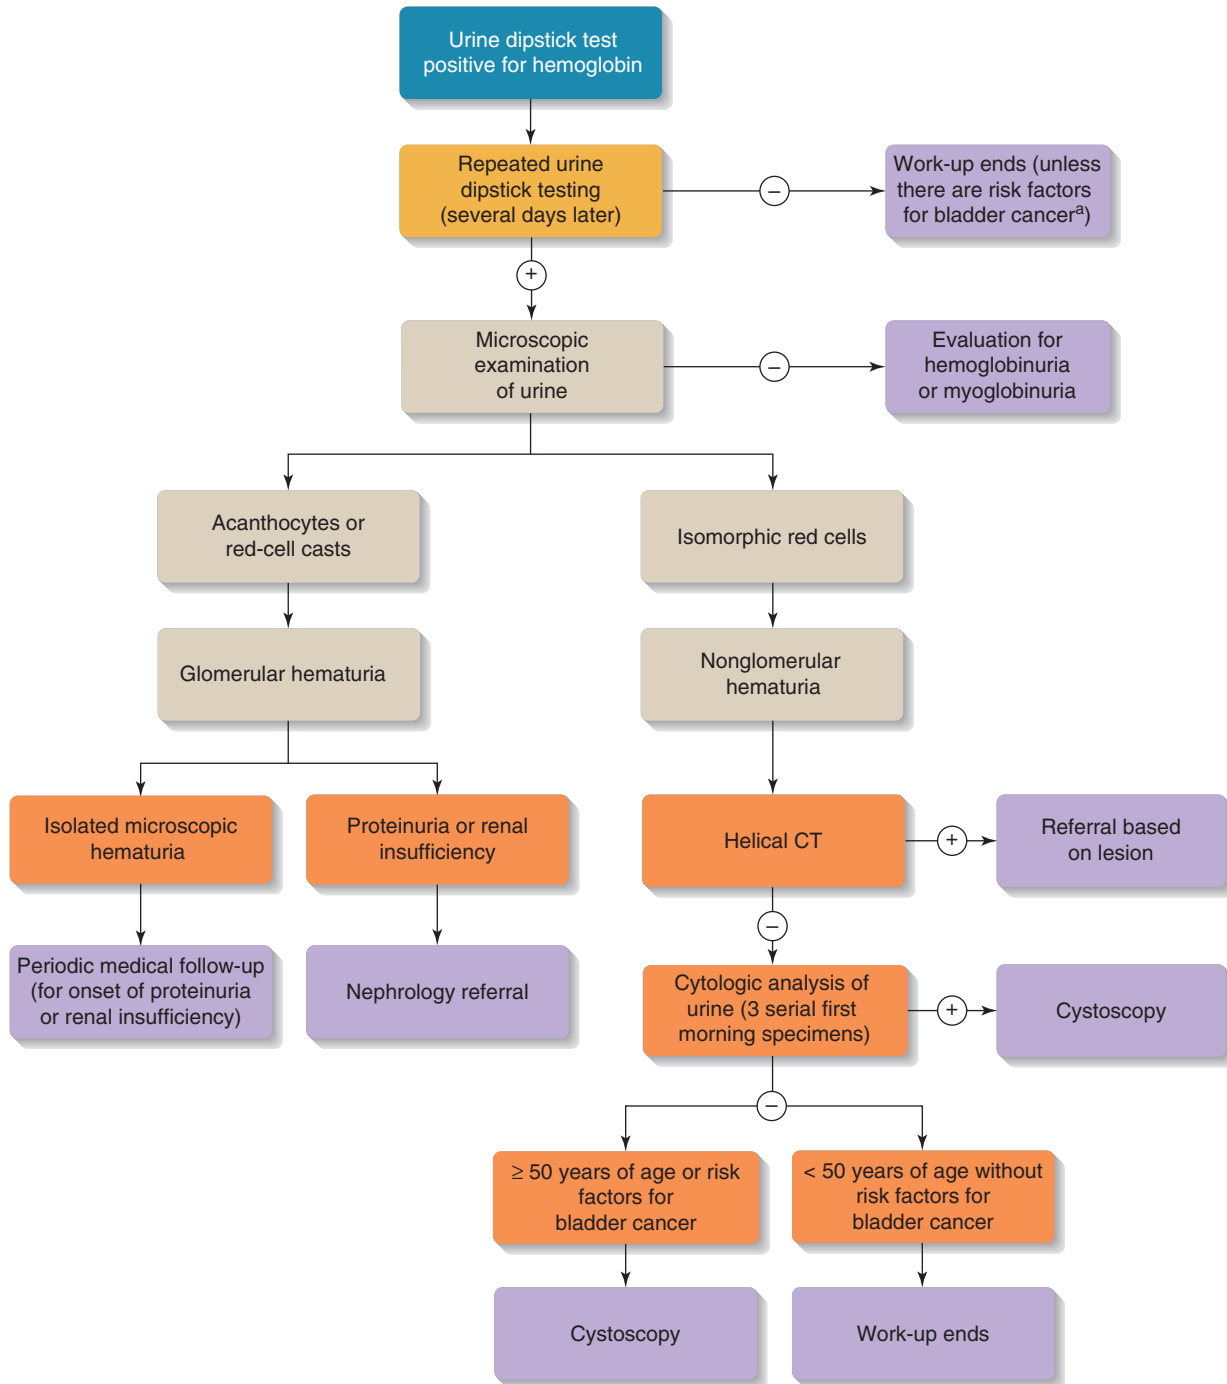 Urine dipstick test
positive for hemoglobin
Repeated urine
dipstick testing
(several days later)
−
Work-up ends (unless
there are risk factors
for bladder cancerᵃ)
+
Microscopic
examination
of urine
−
Evaluation for
hemoglobinuria
or myoglobinuria
Acanthocytes or
red-cell casts
Isomorphic red cells
Glomerular hematuria
Nonglomerular
hematuria
Isolated microscopic
hematuria
Proteinuria or renal
insufficiency
Helical CT
+
Referral based
on lesion
−
Periodic medical follow-up
(for onset of proteinuria
or renal insufficiency)
Nephrology referral
Cytologic analysis of
urine (3 serial first
morning specimens)
+
Cystoscopy
−
≥ 50 years of age or risk
factors for
bladder cancer
< 50 years of age without
risk factors for
bladder cancer
Cystoscopy
Work-up ends